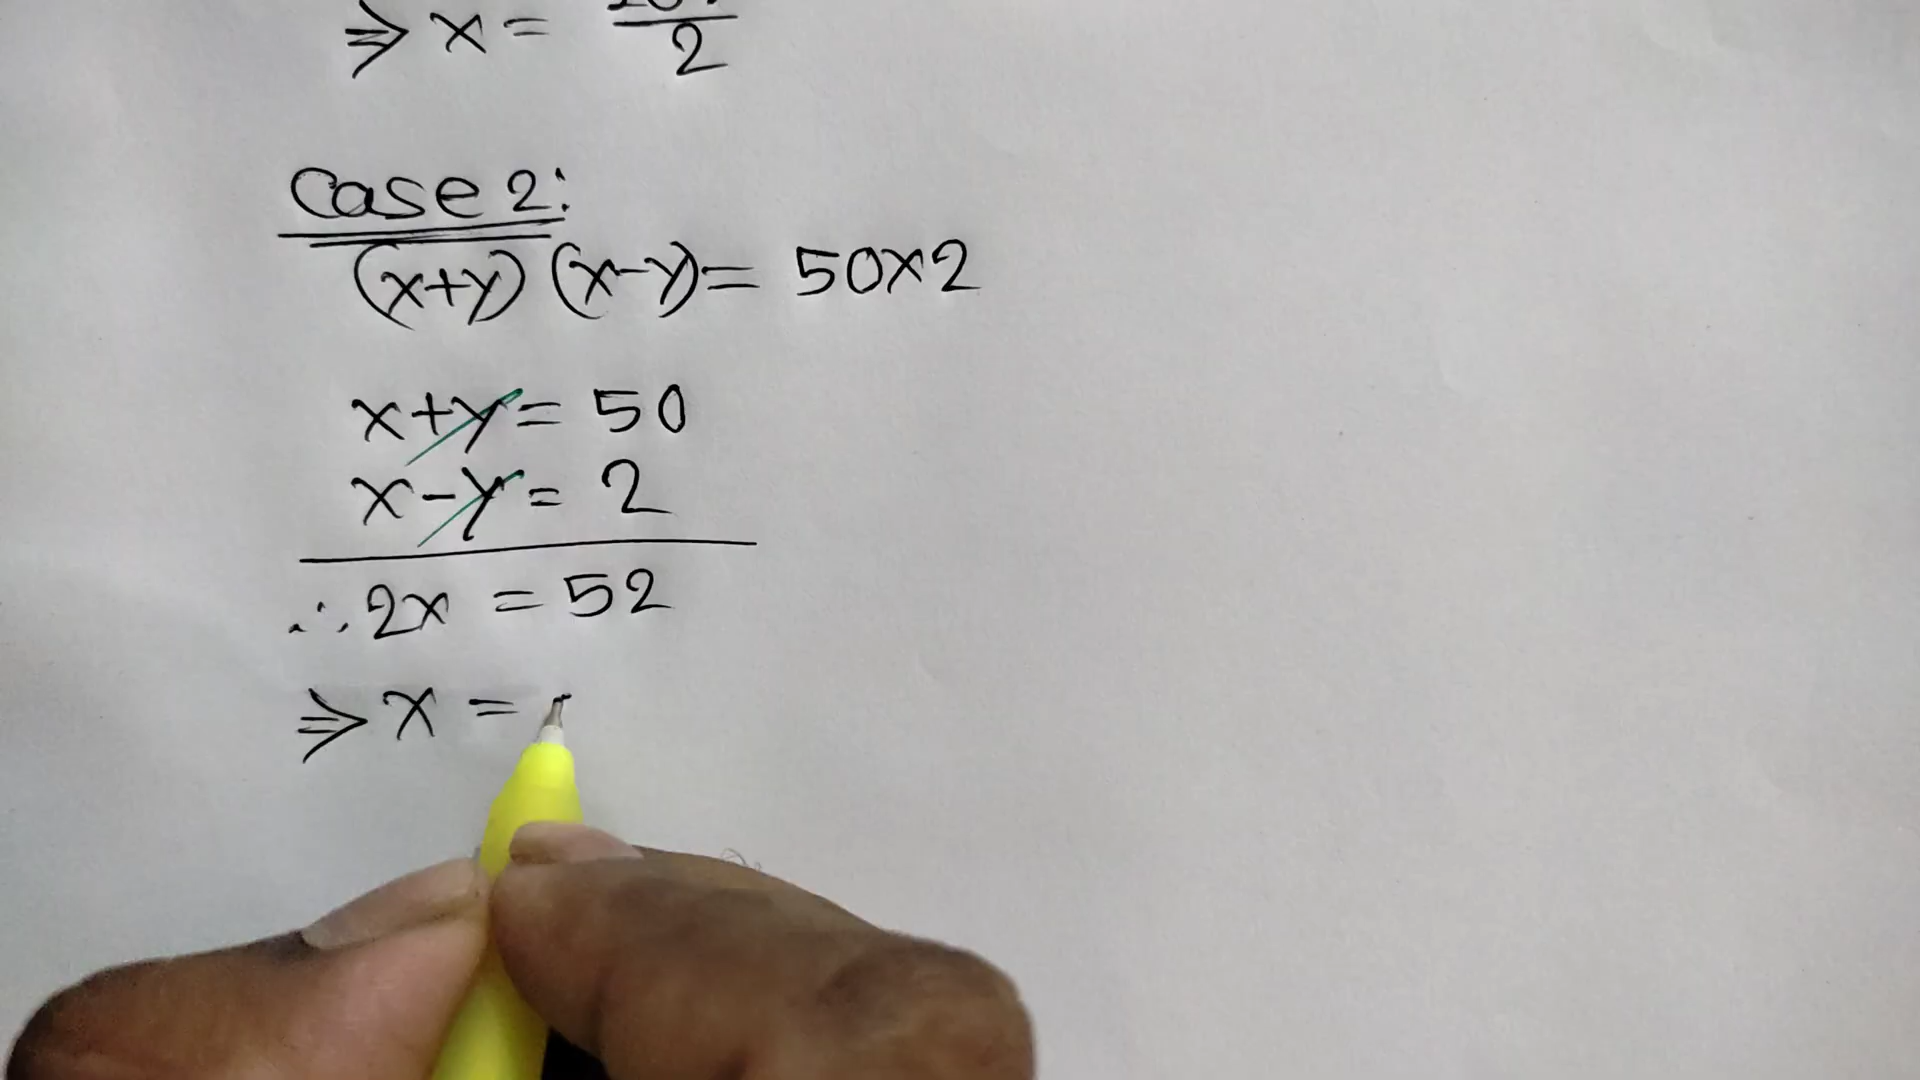 ⇒ x = /2
Case 2:
(x+y) (x-y) = 50×2
x+y = 50
x-y = 2
∴ 2x = 52
⇒ x =